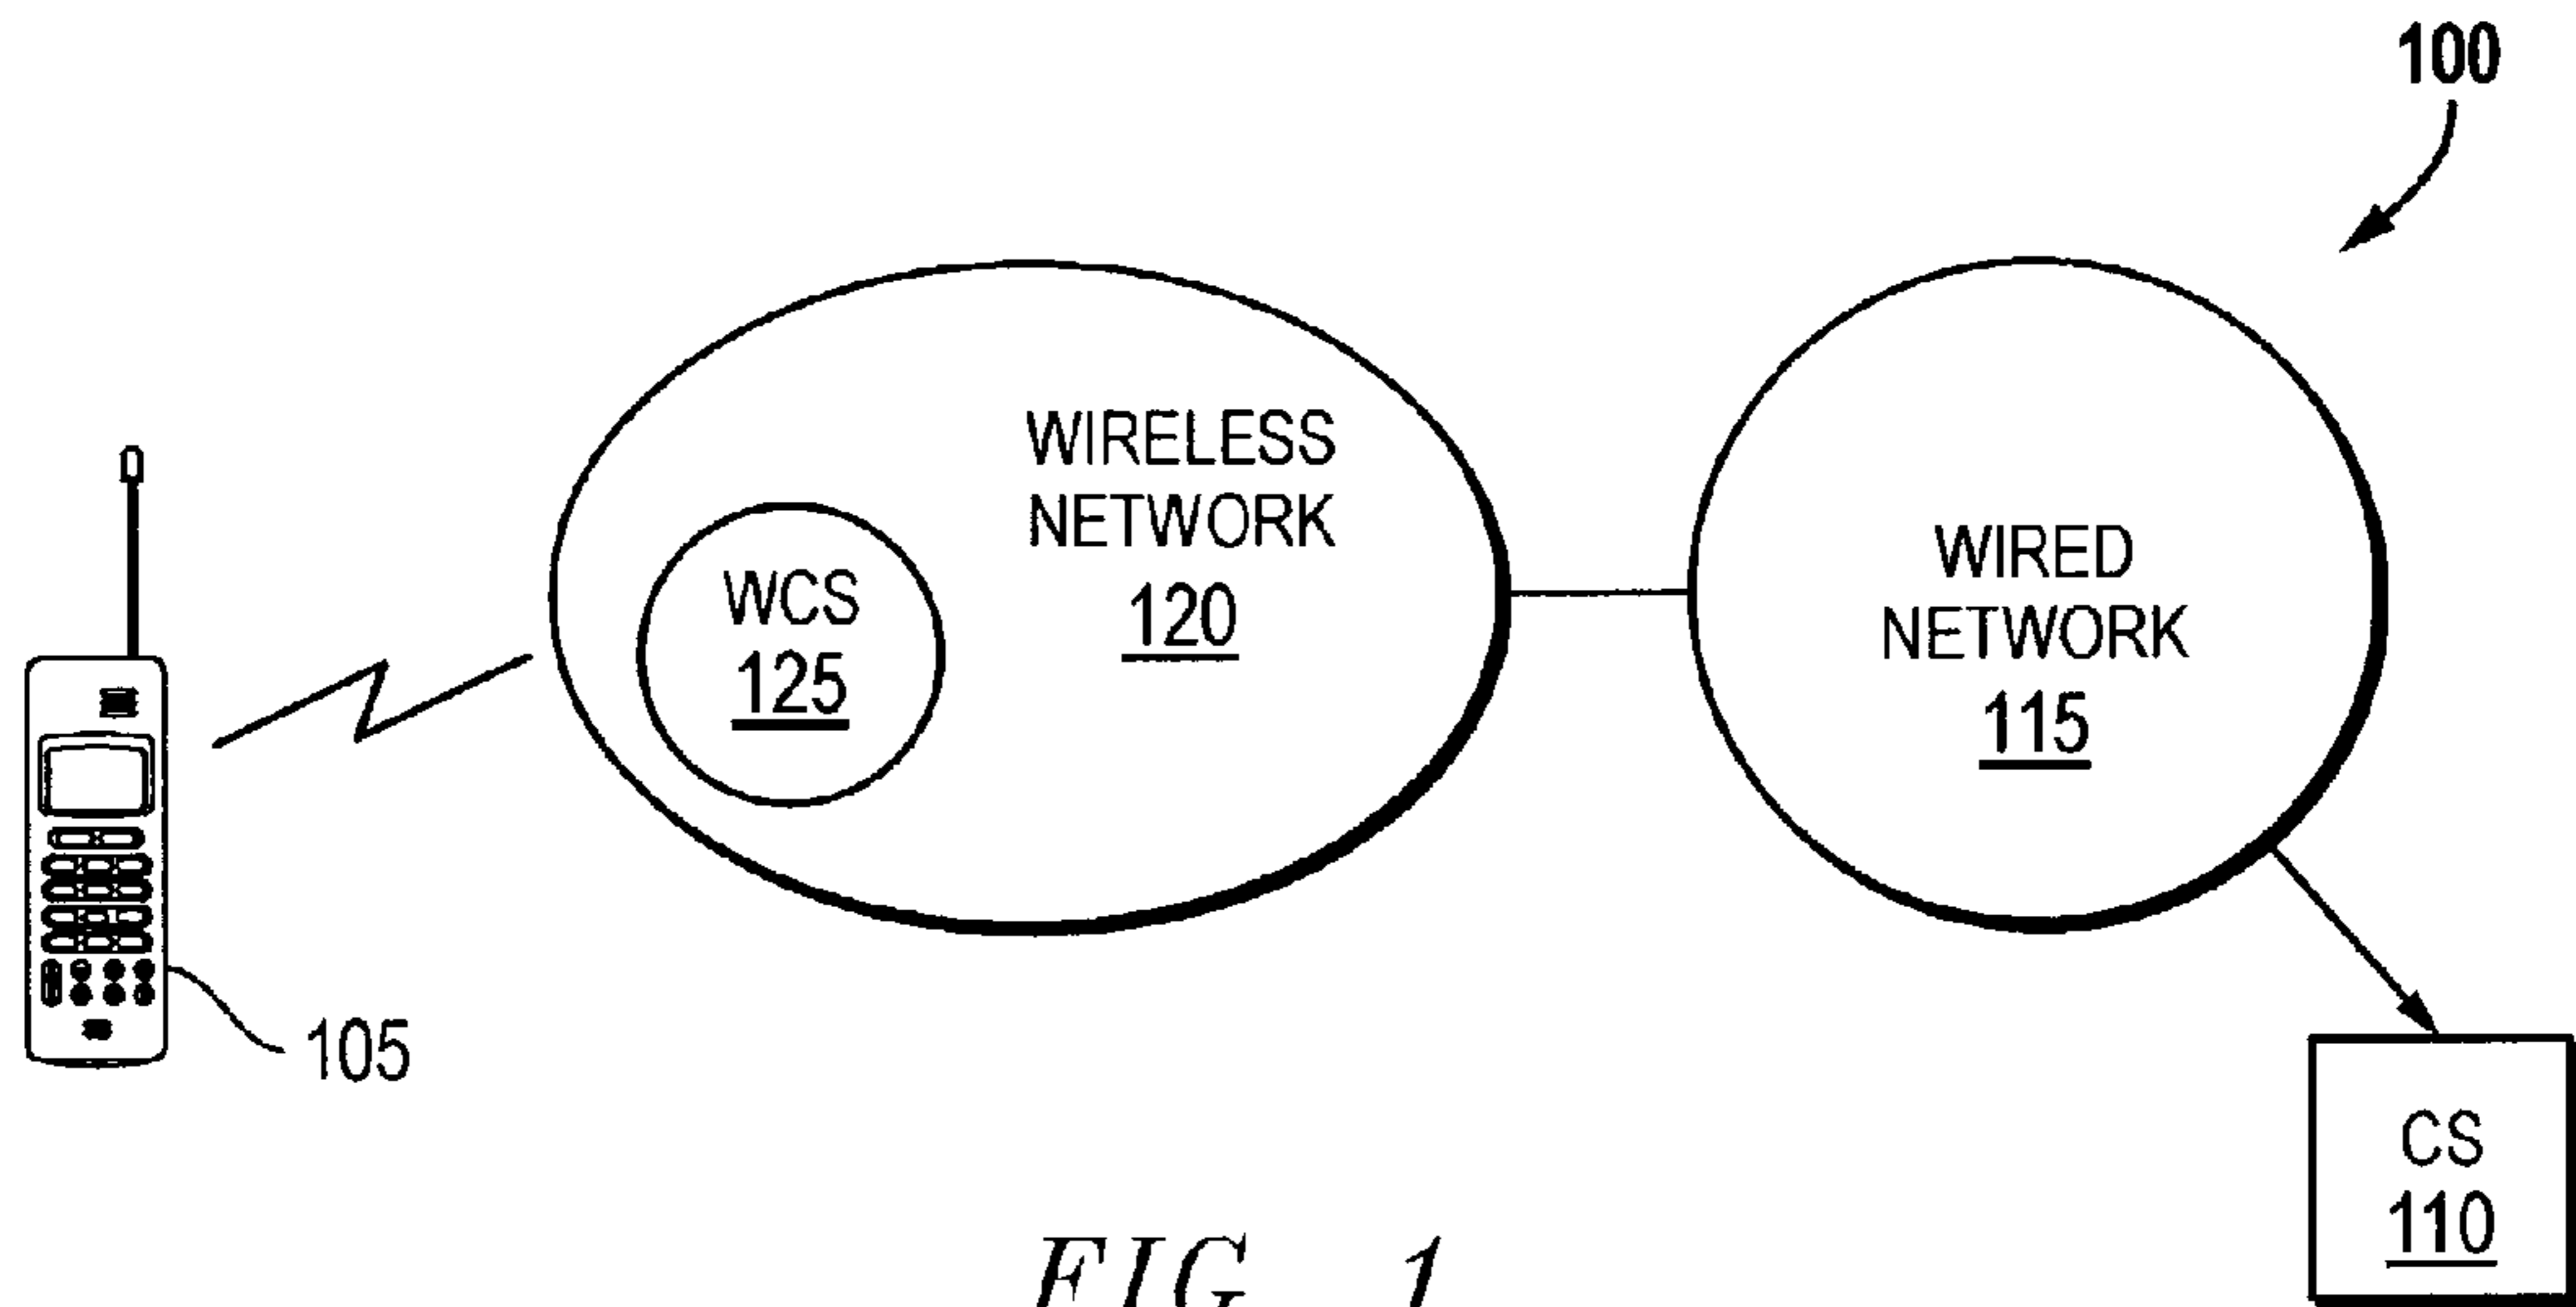 100
WIRELESS
NETWORK
120
WCS
125
WIRED
NETWORK
115
105
CS
110
FIG. 1